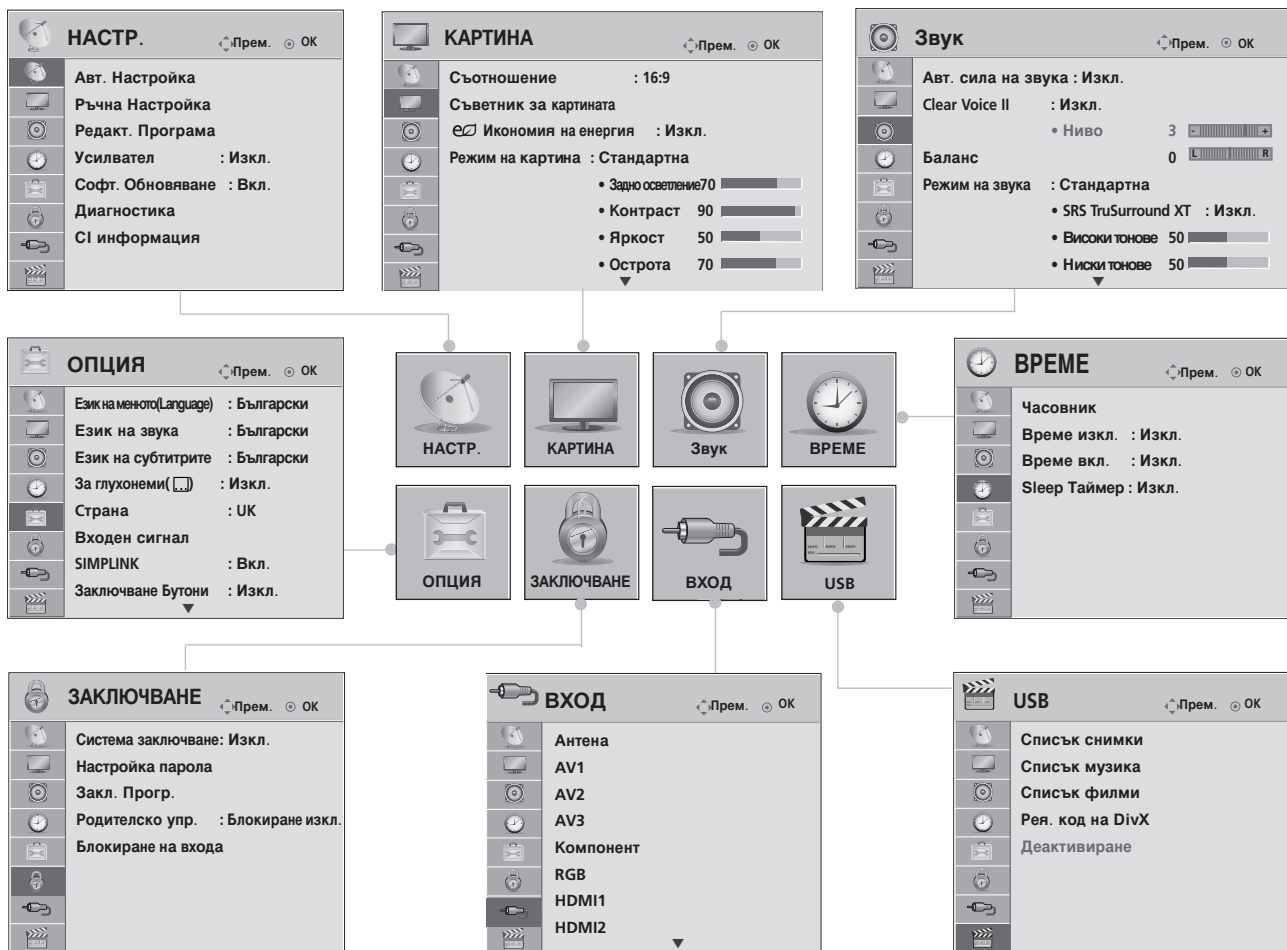 НАСТР. Прем. OK
Авт. Настройка
Ръчна Настройка
Редакт. Програма
Усилвател : Изкл.
Софт. Обновяване : Вкл.
Диагностика
CI информация
КАРТИНА Прем. OK
Съотношение : 16:9
Съветник за картината
Икономия на енергия : Изкл.
Режим на картина : Стандартна
• Задно осветление70
• Контраст 90
• Яркост 50
• Острота 70
Звук Прем. OK
Авт. сила на звука : Изкл.
Clear Voice II : Изкл.
• Ниво 3 - +
Баланс 0 L R
Режим на звука : Стандартна
• SRS TruSurround XT : Изкл.
• Високи тонове 50
• Ниски тонове 50
ОПЦИЯ Прем. OK
Език на менюто(Language) : Български
Език на звука : Български
Език на субтитрите : Български
За глухонеми( ) : Изкл.
Страна : UK
Входен сигнал
SIMPLINK : Вкл.
Заключване Бутони : Изкл.
НАСТР.
КАРТИНА
Звук
ВРЕМЕ
ОПЦИЯ
ЗАКЛЮЧВАНЕ
ВХОД
USB
ВРЕМЕ Прем. OK
Часовник
Време изкл. : Изкл.
Време вкл. : Изкл.
Sleep Таймер : Изкл.
ЗАКЛЮЧВАНЕ Прем. OK
Система заключване: Изкл.
Настройка парола
Закл. Прогр.
Родителско упр. : Блокиране изкл.
Блокиране на входа
ВХОД Прем. OK
Антена
AV1
AV2
AV3
Компонент
RGB
HDMI1
HDMI2
USB Прем. OK
Списък снимки
Списък музика
Списък филми
Рея. код на DivX
Деактивиране